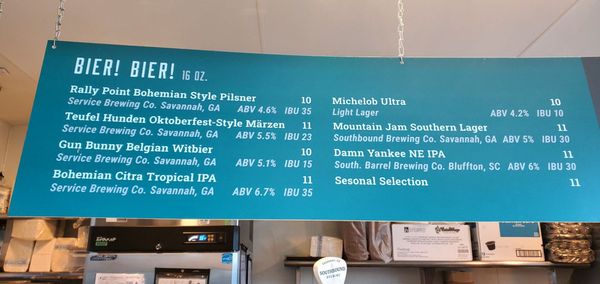 BIER! BIER! 16 OZ.
Rally Point Bohemian Style Pilsner 10
Service Brewing Co. Savannah, GA ABV 4.6% IBU 35
Teufel Hunden Oktoberfest-Style Märzen 11
Service Brewing Co. Savannah, GA ABV 5.5% IBU 23
Gun Bunny Belgian Witbier 10
Service Brewing Co. Savannah, GA ABV 5.1% IBU 15
Bohemian Citra Tropical IPA 11
Service Brewing Co. Savannah, GA ABV 6.7% IBU 35
Michelob Ultra 10
Light Lager ABV 4.2% IBU 10
Mountain Jam Southern Lager 11
Southbound Brewing Co. Savannah, GA ABV 5% IBU 30
Damn Yankee NE IPA 11
South. Barrel Brewing Co. Bluffton, SC ABV 6% IBU 30
Sesonal Selection 11
SOUTHBOUND